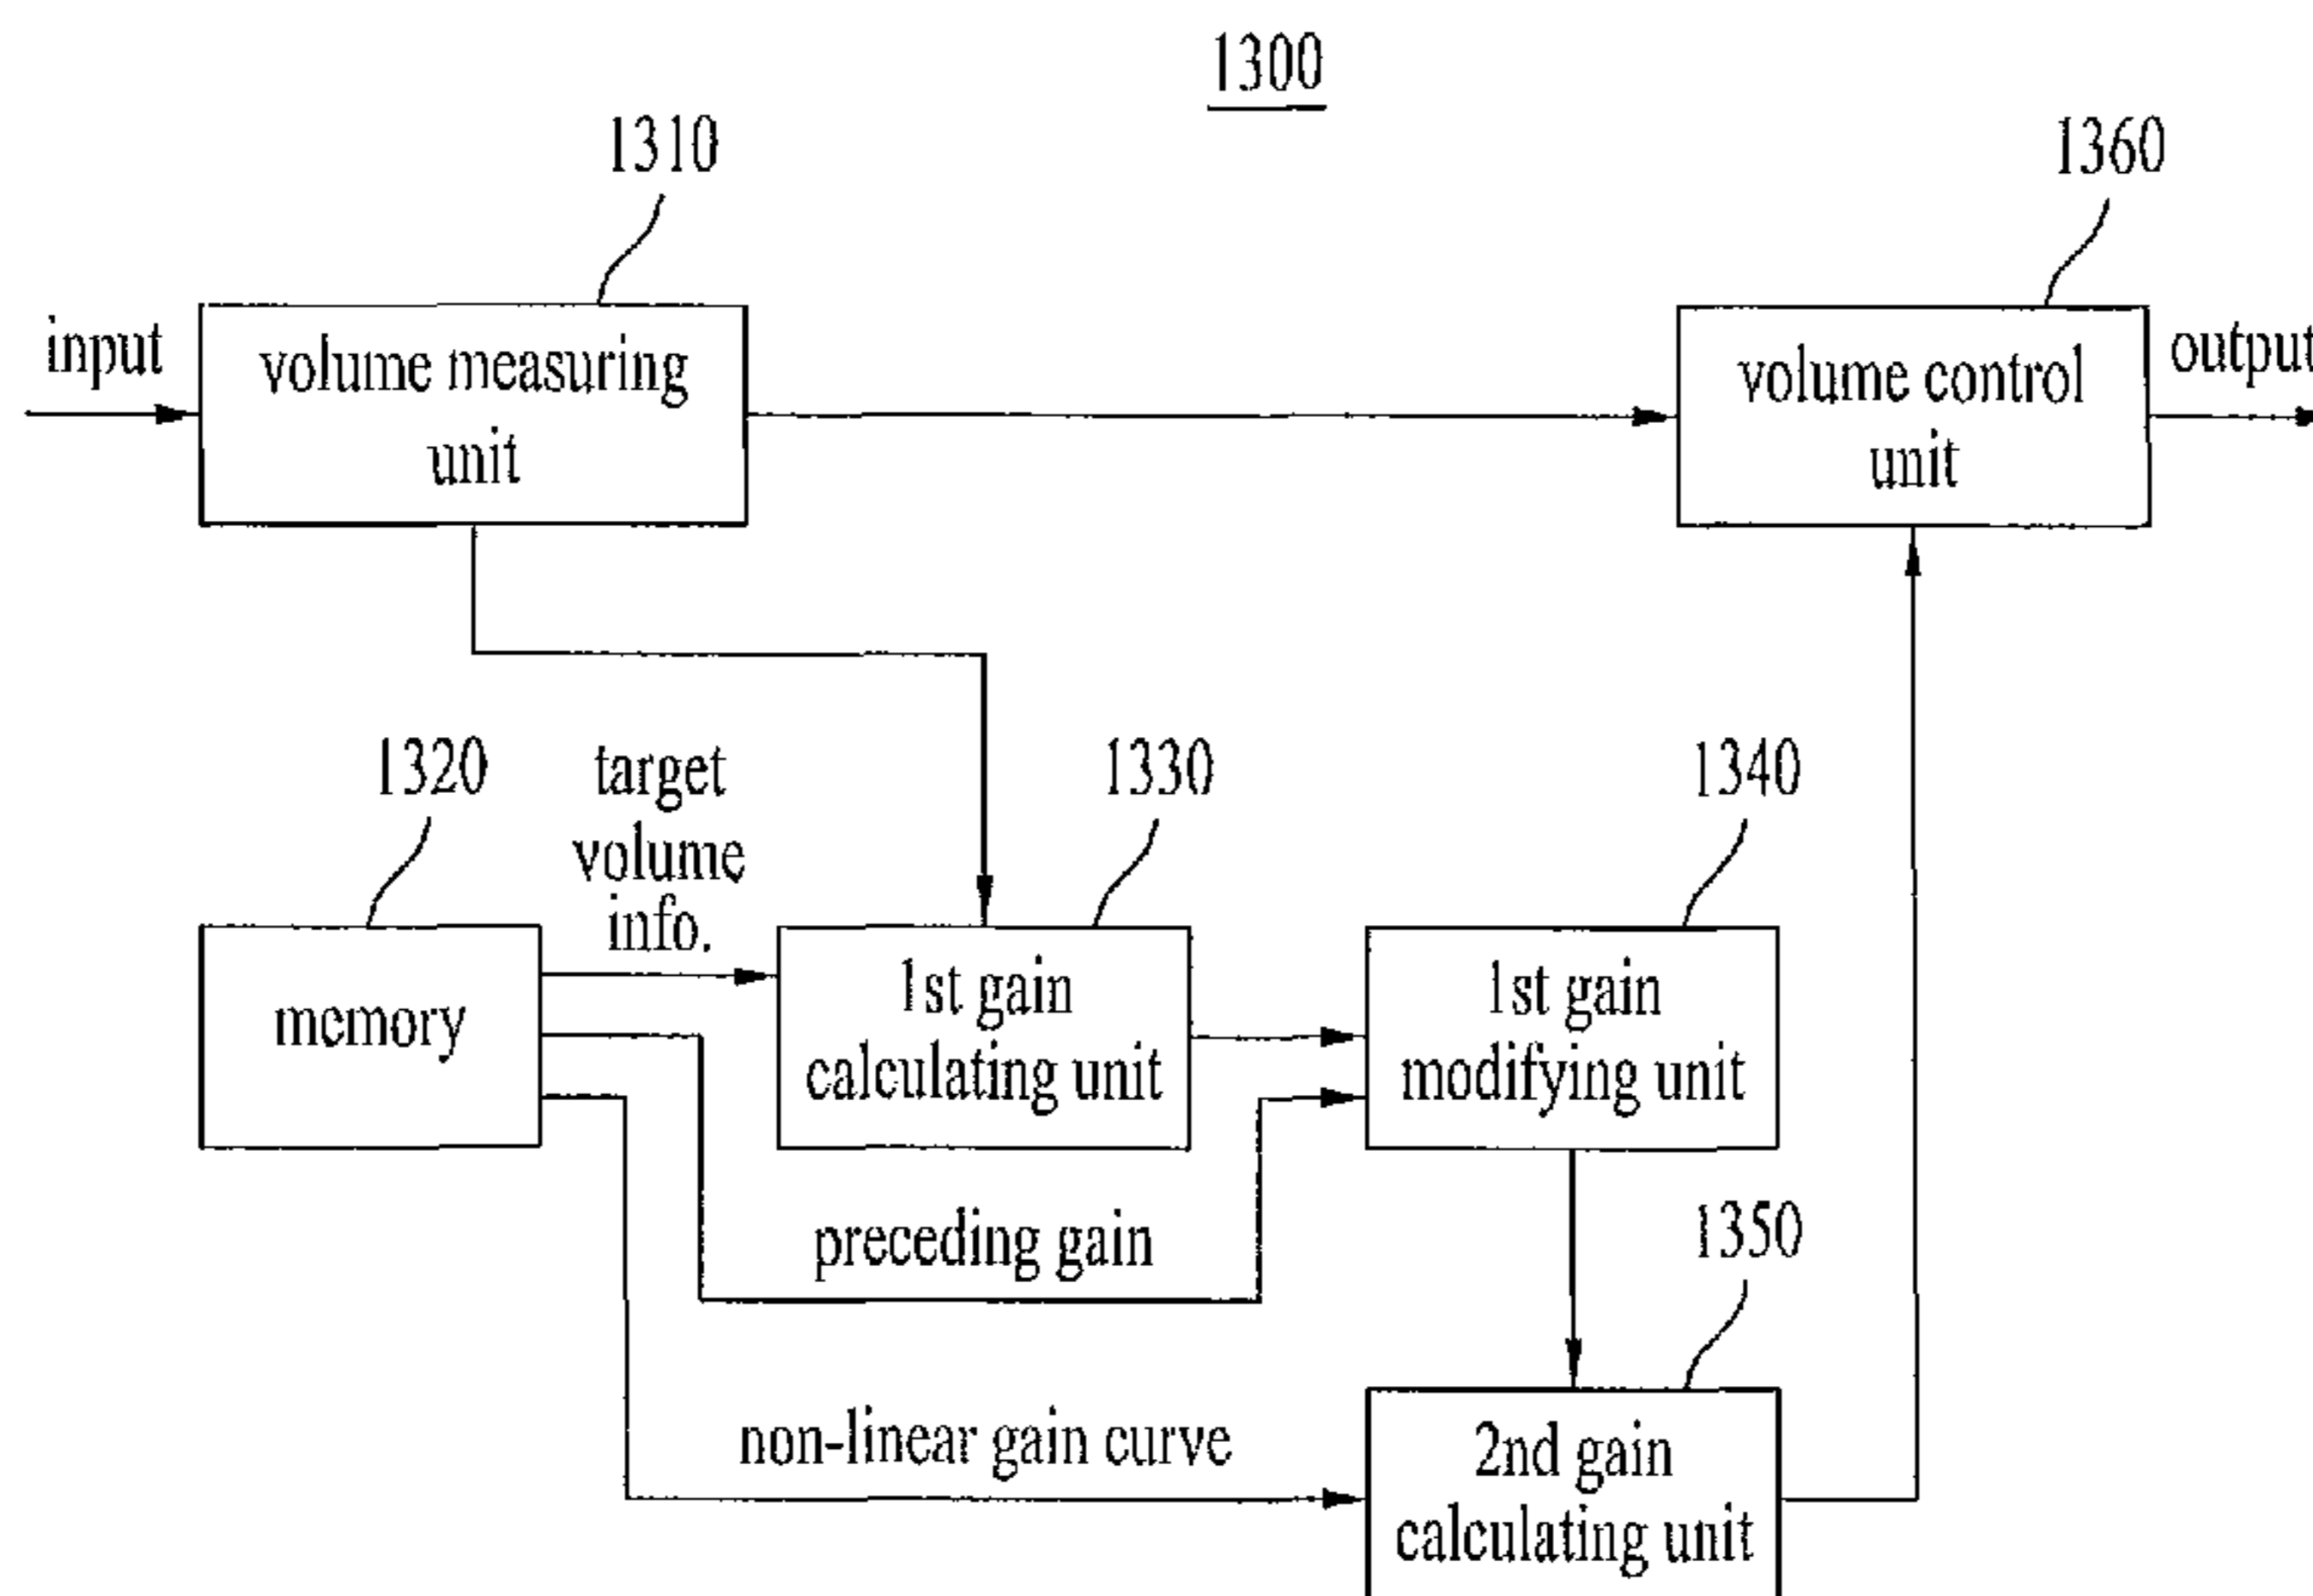 1300
1310
1360
input
volume measuring
unit
volume control
unit
output
1320
target
volume
info.
1330
1340
memory
1st gain
calculating unit
1st gain
modifying unit
preceding gain
1350
non-linear gain curve
2nd gain
calculating unit